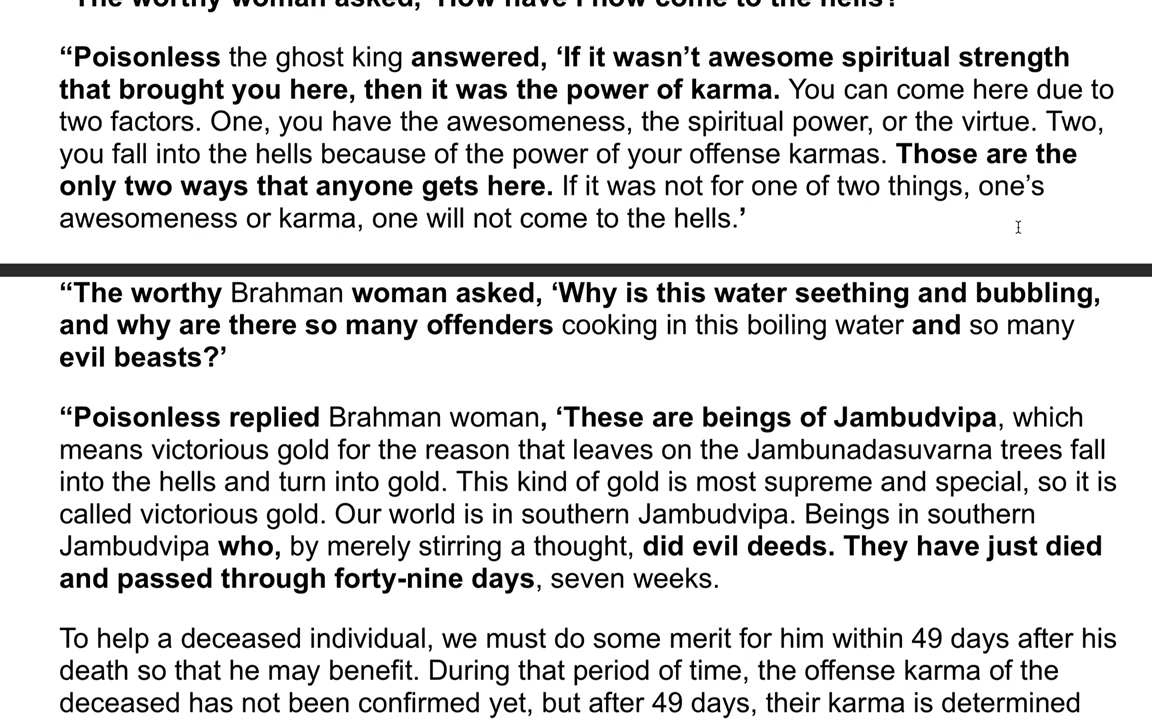 The worthy woman asked, ‘How have I now come to the hells?’
“Poisonless the ghost king answered, ‘If it wasn’t awesome spiritual strength
that brought you here, then it was the power of karma. You can come here due to
two factors. One, you have the awesomeness, the spiritual power, or the virtue. Two,
you fall into the hells because of the power of your offense karmas. Those are the
only two ways that anyone gets here. If it was not for one of two things, one’s
awesomeness or karma, one will not come to the hells.’
“The worthy Brahman woman asked, ‘Why is this water seething and bubbling,
and why are there so many offenders cooking in this boiling water and so many
evil beasts?’
“Poisonless replied Brahman woman, ‘These are beings of Jambudvipa, which
means victorious gold for the reason that leaves on the Jambunadasuvarna trees fall
into the hells and turn into gold. This kind of gold is most supreme and special, so it is
called victorious gold. Our world is in southern Jambudvipa. Beings in southern
Jambudvipa who, by merely stirring a thought, did evil deeds. They have just died
and passed through forty-nine days, seven weeks.
To help a deceased individual, we must do some merit for him within 49 days after his
death so that he may benefit. During that period of time, the offense karma of the
deceased has not been confirmed yet, but after 49 days, their karma is determined